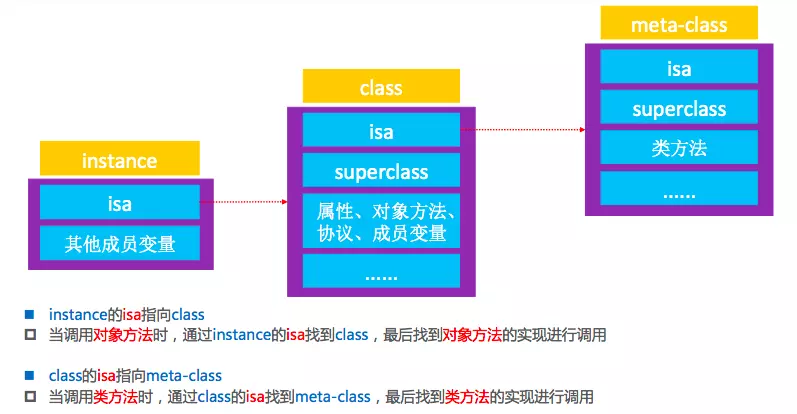 instance
isa
其他成员变量
class
isa
superclass
属性、对象方法、
协议、成员变量
......
meta-class
isa
superclass
类方法
......
instance的isa指向class
当调用对象方法时，通过instance的isa找到class，最后找到对象方法的实现进行调用
class的isa指向meta-class
当调用类方法时，通过class的isa找到meta-class，最后找到类方法的实现进行调用